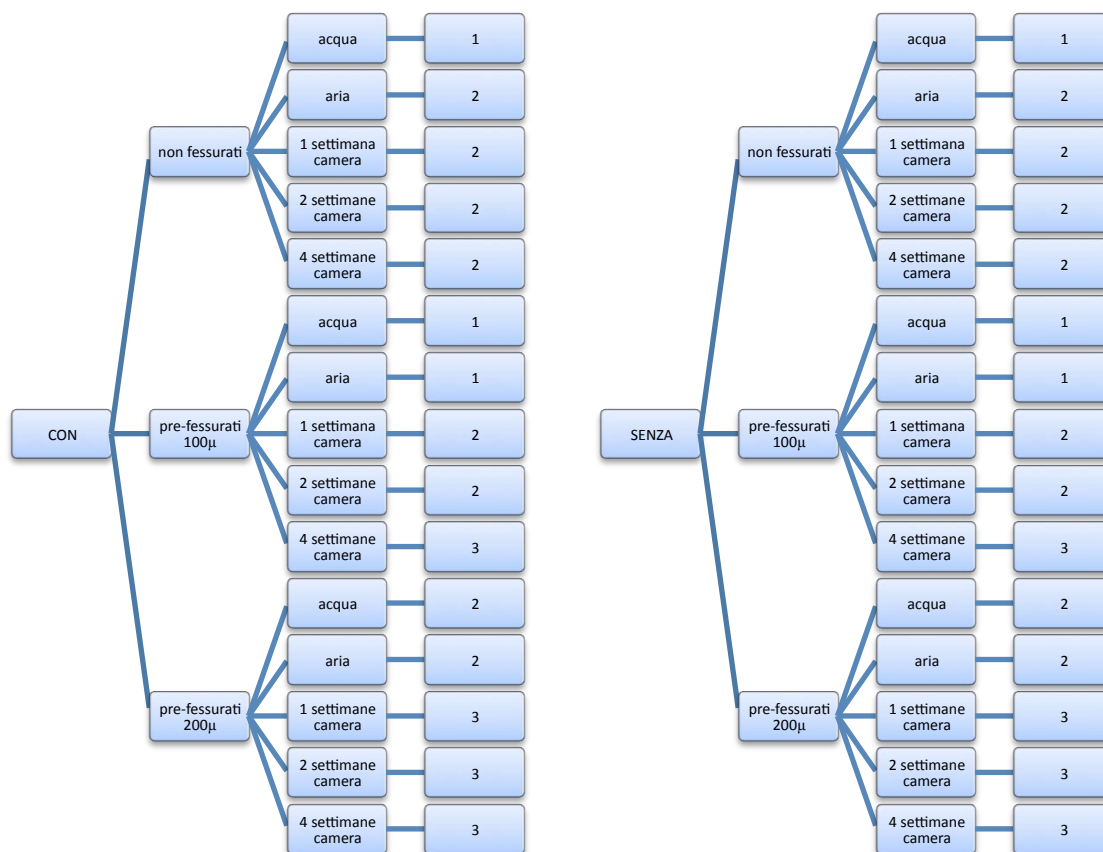 CON
non fessurati
acqua
1
aria
2
1 settimana
camera
2
2 settimane
camera
2
4 settimane
camera
2
pre-fessurati
100μ
acqua
1
aria
1
1 settimana
camera
2
2 settimane
camera
2
4 settimane
camera
3
pre-fessurati
200μ
acqua
2
aria
2
1 settimane
camera
3
2 settimane
camera
3
4 settimane
camera
3
SENZA
non fessurati
acqua
1
aria
2
1 settimana
camera
2
2 settimane
camera
2
4 settimane
camera
2
pre-fessurati
100μ
acqua
1
aria
1
1 settimana
camera
2
2 settimane
camera
2
4 settimane
camera
3
pre-fessurati
200μ
acqua
2
aria
2
1 settimane
camera
3
2 settimane
camera
3
4 settimane
camera
3